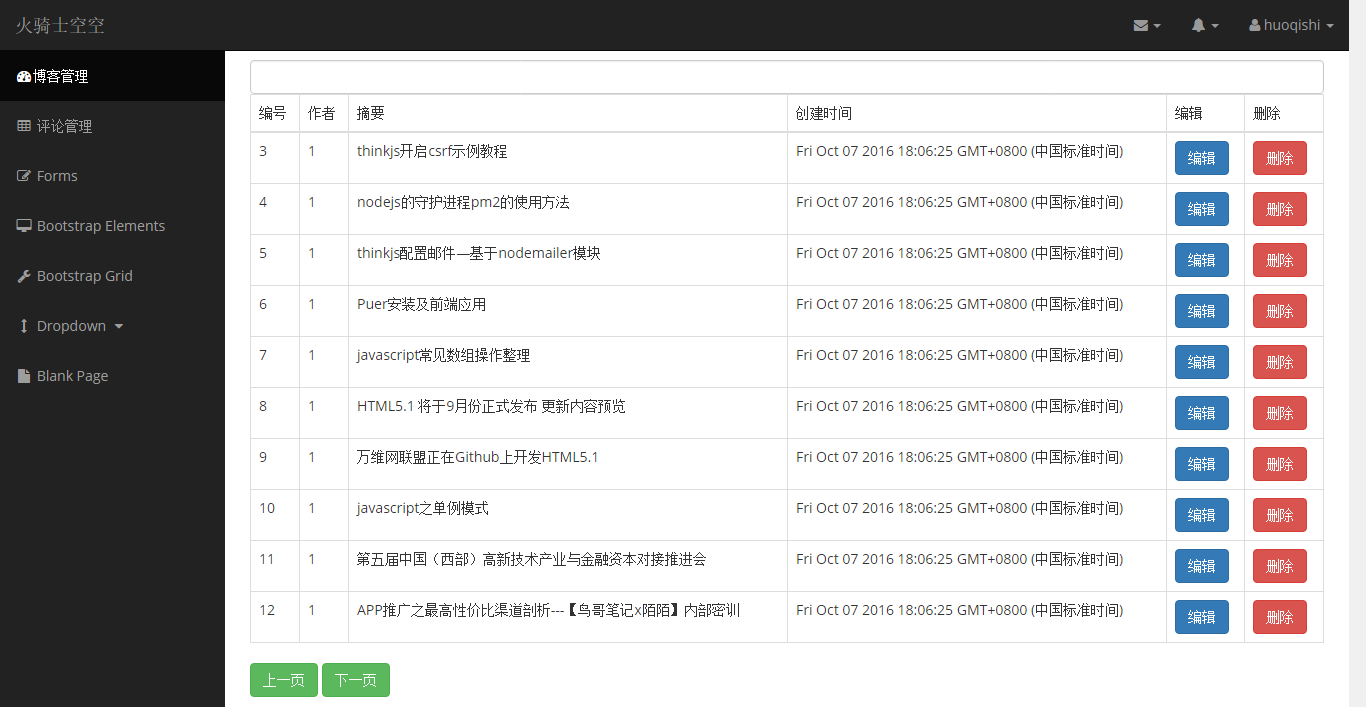 火骑士空空
huoqishi
博客管理
评论管理
Forms
Bootstrap Elements
Bootstrap Grid
Dropdown
Blank Page
编号 作者 摘要 创建时间 编辑 删除
3 1 thinkjs开启csrf示例教程 Fri Oct 07 2016 18:06:25 GMT+0800 (中国标准时间) 编辑 删除
4 1 nodejs的守护进程pm2的使用方法 Fri Oct 07 2016 18:06:25 GMT+0800 (中国标准时间) 编辑 删除
5 1 thinkjs配置邮件—基于nodemailer模块 Fri Oct 07 2016 18:06:25 GMT+0800 (中国标准时间) 编辑 删除
6 1 Puer安装及前端应用 Fri Oct 07 2016 18:06:25 GMT+0800 (中国标准时间) 编辑 删除
7 1 javascript常见数组操作整理 Fri Oct 07 2016 18:06:25 GMT+0800 (中国标准时间) 编辑 删除
8 1 HTML5.1 将于9月份正式发布 更新内容预览 Fri Oct 07 2016 18:06:25 GMT+0800 (中国标准时间) 编辑 删除
9 1 万维网联盟正在Github上开发HTML5.1 Fri Oct 07 2016 18:06:25 GMT+0800 (中国标准时间) 编辑 删除
10 1 javascript之单例模式 Fri Oct 07 2016 18:06:25 GMT+0800 (中国标准时间) 编辑 删除
11 1 第五届中国（西部）高新技术产业与金融资本对接推进会 Fri Oct 07 2016 18:06:25 GMT+0800 (中国标准时间) 编辑 删除
12 1 APP推广之最高性价比渠道剖析---【鸟哥笔记x陌陌】内部密训 Fri Oct 07 2016 18:06:25 GMT+0800 (中国标准时间) 编辑 删除
上一页 下一页